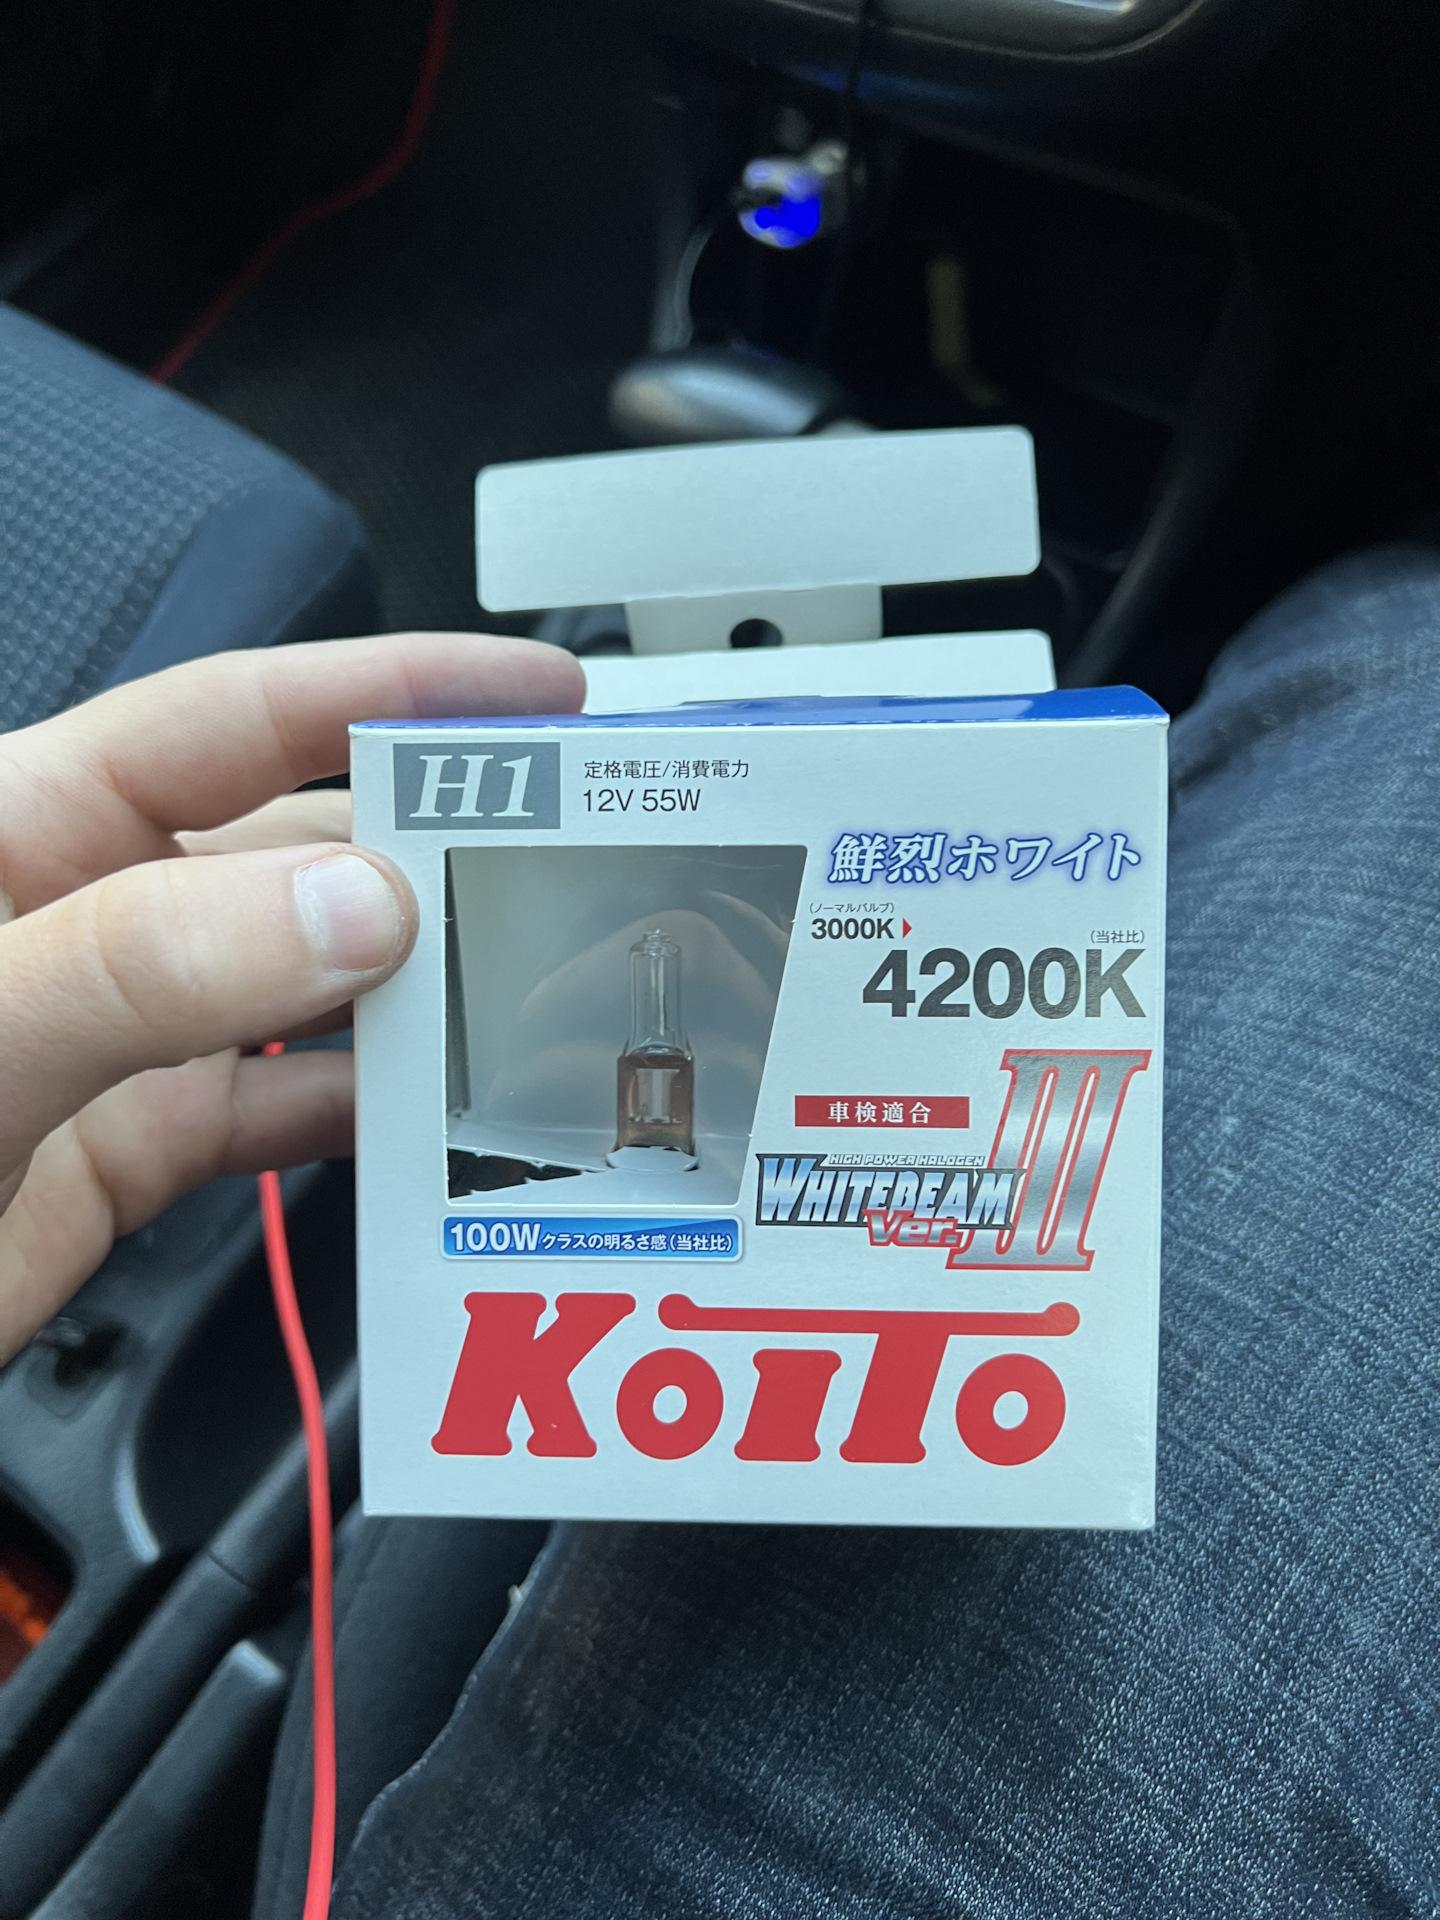 H1
定格電圧/消費電力
12V 55W
鮮烈ホワイト
(ノーマルバルブ)
3000K
(当社比)
4200K
車検適合
HIGH POWER HALOGEN
WHITEBEAM
Ver.
III
100Wクラスの明るさ感(当社比)
KOITO